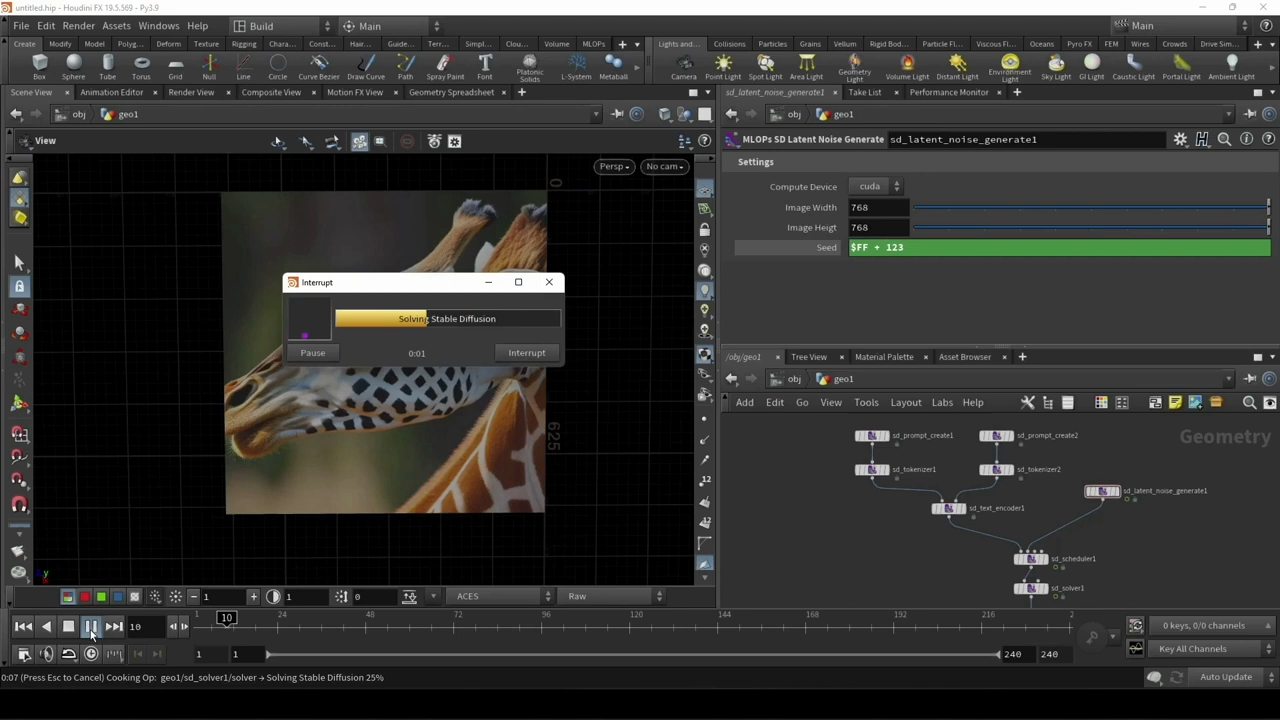 untitled.hip - Houdini FX 19.5.569 - Py3.9
File Edit Render Assets Windows Help Build Main Main
Create Modify Model Polyg... Deform Texture Rigging Chara... Const... Hair... Guide... Terr... Simpl... Clou... Volume MLOPs
Box Sphere Tube Torus Grid Null Line Circle Curve Bezier Draw Curve Path Spray Paint Font Platonic Solids L-System Metaball
Lights and... Collisions Particles Grains Vellum Rigid Bod... Particle Fl... Viscous Fl... Oceans Pyro FX FEM Wires Crowds Drive Sim...
Camera Point Light Spot Light Area Light Geometry Light Volume Light Distant Light Environment Light Sky Light GI Light Caustic Light Portal Light Ambient Light
Scene View Animation Editor Render View Composite View Motion FX View Geometry Spreadsheet
obj geo1
View
Persp No cam
0
625
Interrupt
Solving Stable Diffusion
Pause 0:01 Interrupt
y
1 1 0 ACES Raw
sd_latent_noise_generate1 Take List Performance Monitor
obj geo1
MLOPs SD Latent Noise Generate sd_latent_noise_generate1
Settings
Compute Device cuda
Image Width 768
Image Heigt 768
Seed $FF + 123
/obj/geo1 Tree View Material Palette Asset Browser
obj geo1
Add Edit Go View Tools Layout Labs Help
Geometry
sd_prompt_create1 sd_prompt_create2
sd_tokenizer1 sd_tokenizer2
sd_latent_noise_generate1
sd_text_encoder1
sd_scheduler1
sd_solver1
10 1 10 24 48 72 96 120 144 168 192 216 2
0 keys, 0/0 channels
1 1 240 240
Key All Channels
0:07 (Press Esc to Cancel) Cooking Op: geo1/sd_solver1/solver → Solving Stable Diffusion 25%
Auto Update